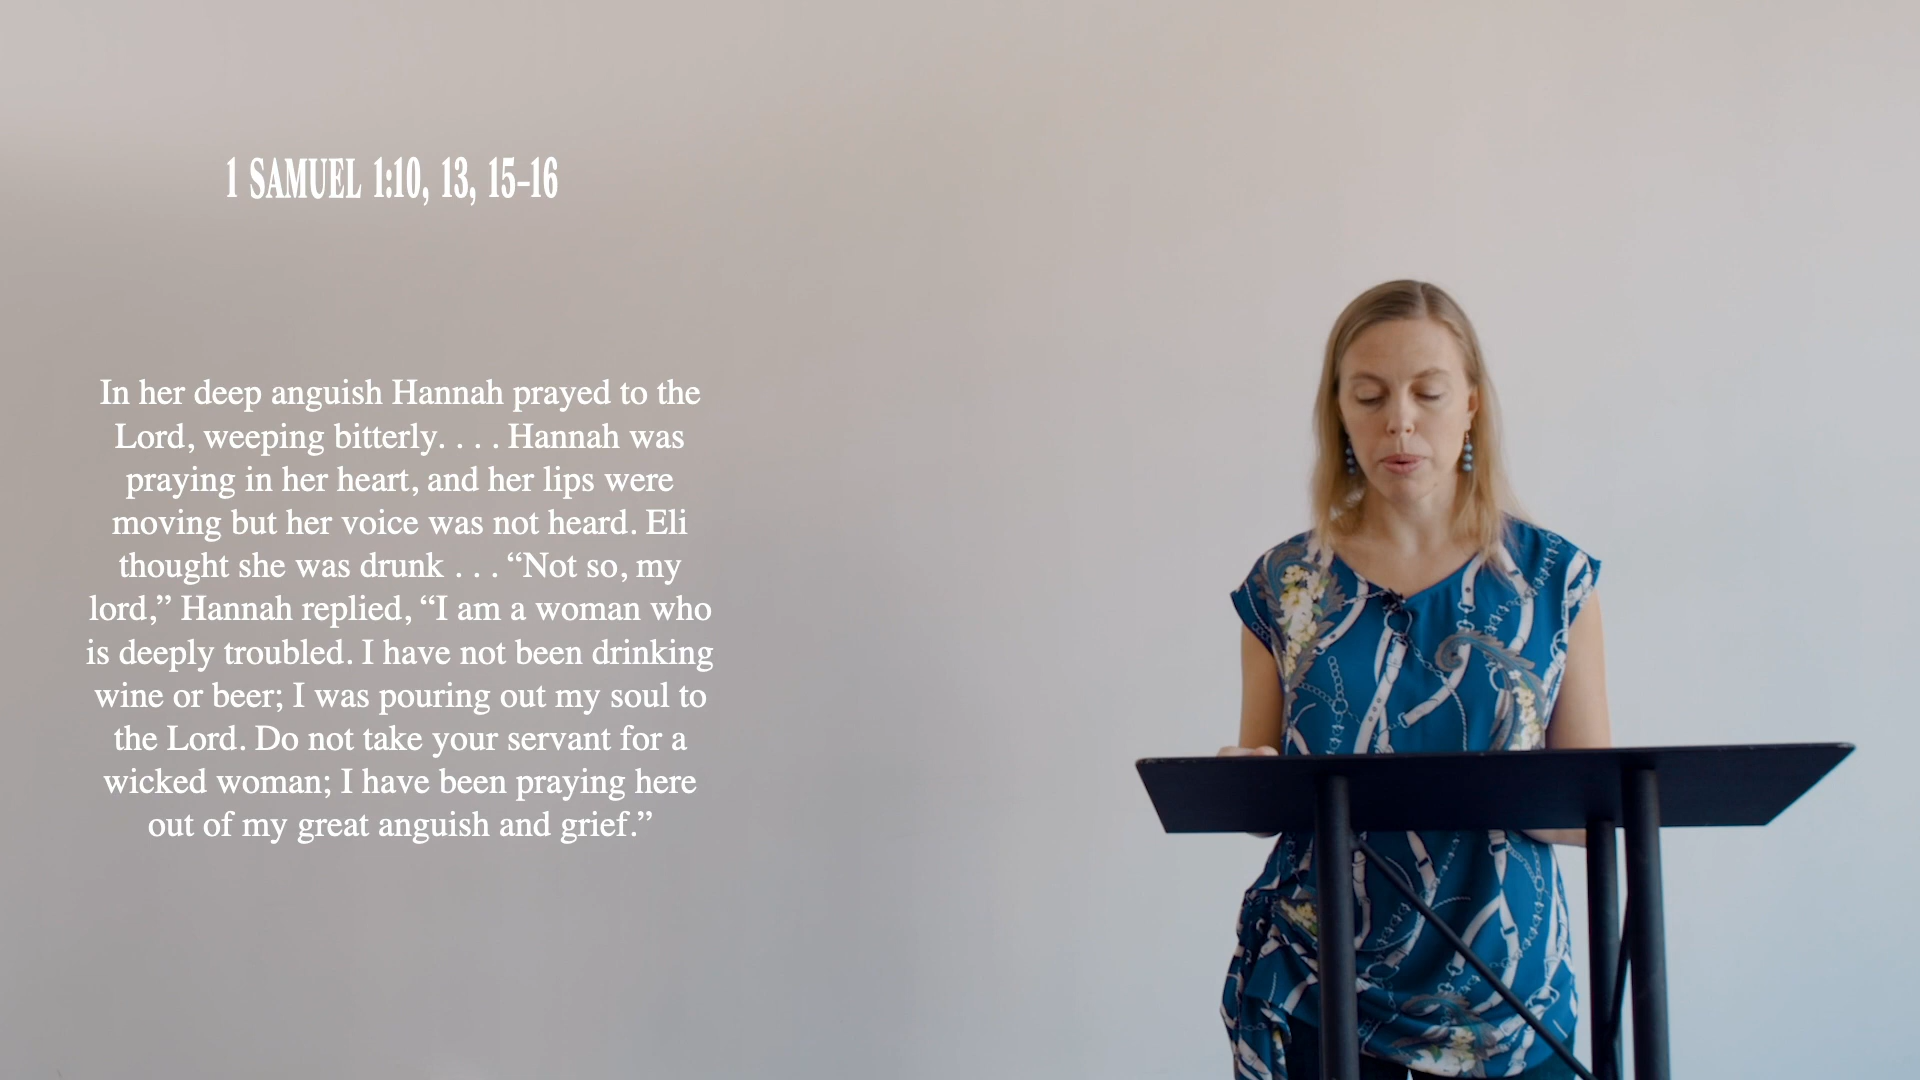 1 SAMUEL 1:10, 13, 15–16
In her deep anguish Hannah prayed to the
Lord, weeping bitterly. . . . Hannah was
praying in her heart, and her lips were
moving but her voice was not heard. Eli
thought she was drunk . . . “Not so, my
lord,” Hannah replied, “I am a woman who
is deeply troubled. I have not been drinking
wine or beer; I was pouring out my soul to
the Lord. Do not take your servant for a
wicked woman; I have been praying here
out of my great anguish and grief.”